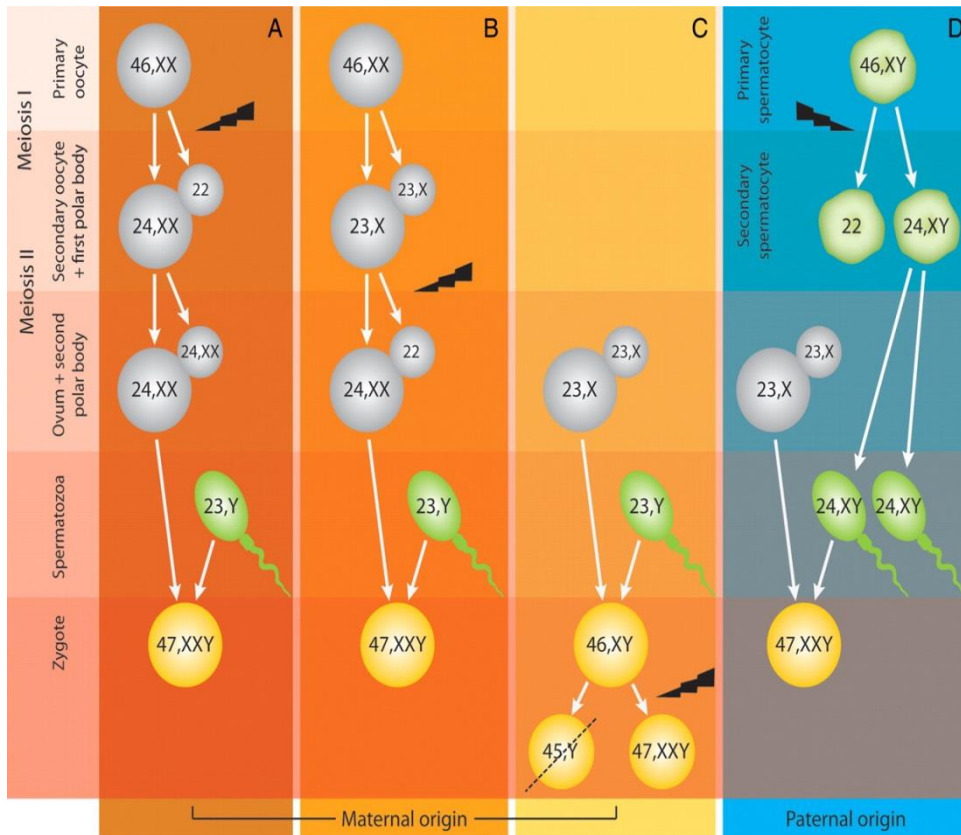 A
B
C
D
Meiosis I
Meiosis II
Primary
oocyte
Secondary oocyte
+ first polar body
Ovum + second
polar body
Spermatozoa
Zygote
Primary
spermatocyte
Secondary
spermatocyte
46,XX
22
24,XX
24,XX
24,XX
23,Y
47,XXY
46,XX
23,X
23,X
22
24,XX
23,Y
47,XXY
23,X
23,X
23,Y
46,XY
45,Y
47,XXY
46,XY
22
24,XY
23,X
23,X
24,XY
24,XY
47,XXY
Maternal origin
Paternal origin